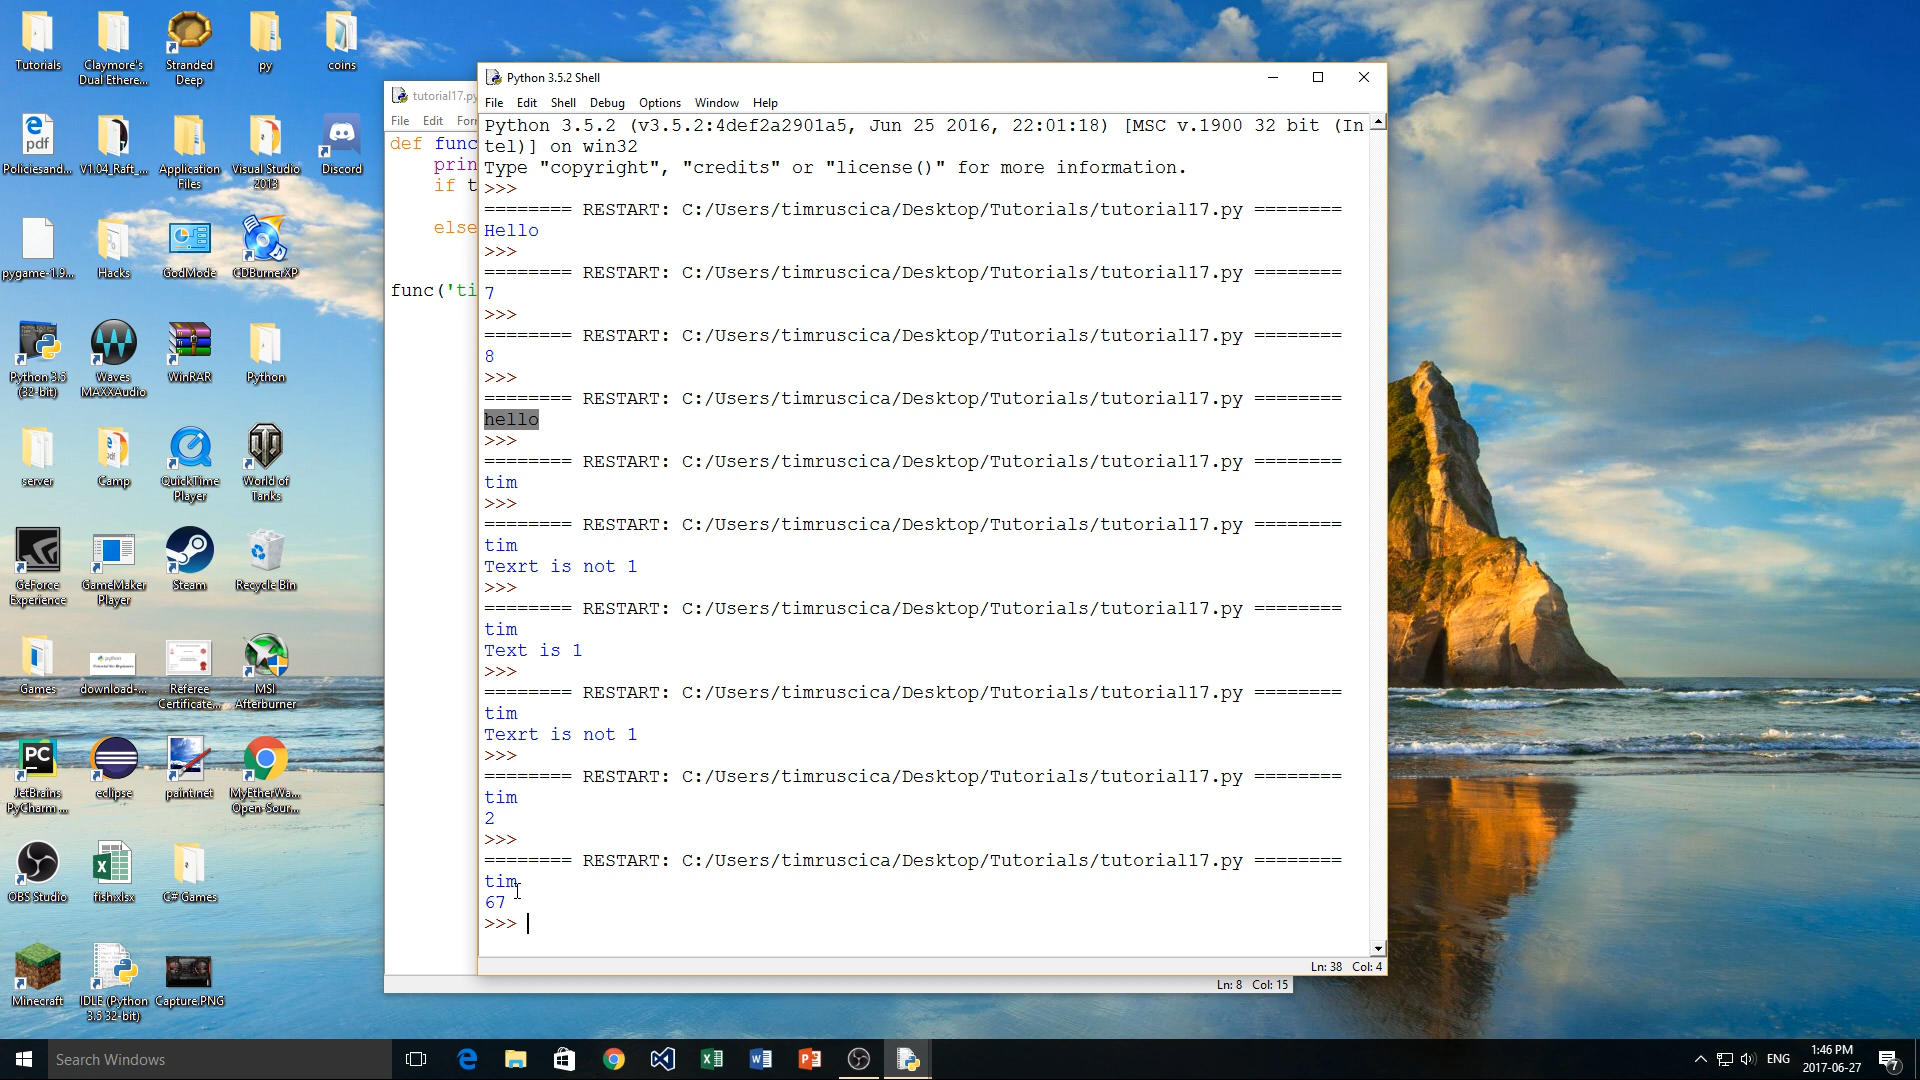 Tutorials
Claymore's
Dual Ethere...
Stranded
Deep
py
coins
Policiesand...
V1.04_Raft_...
Application
Files
Visual Studio
2013
Discord
pygame-1.9...
Hacks
GodMode
CDBurnerXP
Python 3.5
(32-bit)
Waves
MAXXAudio
WinRAR
Python
server
Camp
QuickTime
Player
World of
Tanks
GeForce
Experience
GameMaker
Player
Steam
Recycle Bin
Games
download-...
Referee
Certificate...
MSI
Afterburner
JetBrains
PyCharm ...
eclipse
paint.net
MyEtherWa...
Open-Sour...
OBS Studio
fish.xlsx
C# Games
Minecraft
IDLE (Python
3.5 32-bit)
Capture.PNG
tutorial17.py
File Edit For
def func
prin
if t
else
func('ti
Ln: 8 Col: 15
Python 3.5.2 Shell
File Edit Shell Debug Options Window Help
Python 3.5.2 (v3.5.2:4def2a2901a5, Jun 25 2016, 22:01:18) [MSC v.1900 32 bit (In
tel)] on win32
Type "copyright", "credits" or "license()" for more information.
>>>
======== RESTART: C:/Users/timruscica/Desktop/Tutorials/tutorial17.py ========
Hello
>>>
======== RESTART: C:/Users/timruscica/Desktop/Tutorials/tutorial17.py ========
7
>>>
======== RESTART: C:/Users/timruscica/Desktop/Tutorials/tutorial17.py ========
8
>>>
======== RESTART: C:/Users/timruscica/Desktop/Tutorials/tutorial17.py ========
hello
>>>
======== RESTART: C:/Users/timruscica/Desktop/Tutorials/tutorial17.py ========
tim
>>>
======== RESTART: C:/Users/timruscica/Desktop/Tutorials/tutorial17.py ========
tim
Texrt is not 1
>>>
======== RESTART: C:/Users/timruscica/Desktop/Tutorials/tutorial17.py ========
tim
Text is 1
>>>
======== RESTART: C:/Users/timruscica/Desktop/Tutorials/tutorial17.py ========
tim
Texrt is not 1
>>>
======== RESTART: C:/Users/timruscica/Desktop/Tutorials/tutorial17.py ========
tim
2
>>>
======== RESTART: C:/Users/timruscica/Desktop/Tutorials/tutorial17.py ========
tim
67
>>>
Ln: 38 Col: 4
Search Windows
ENG
1:46 PM
2017-06-27
7